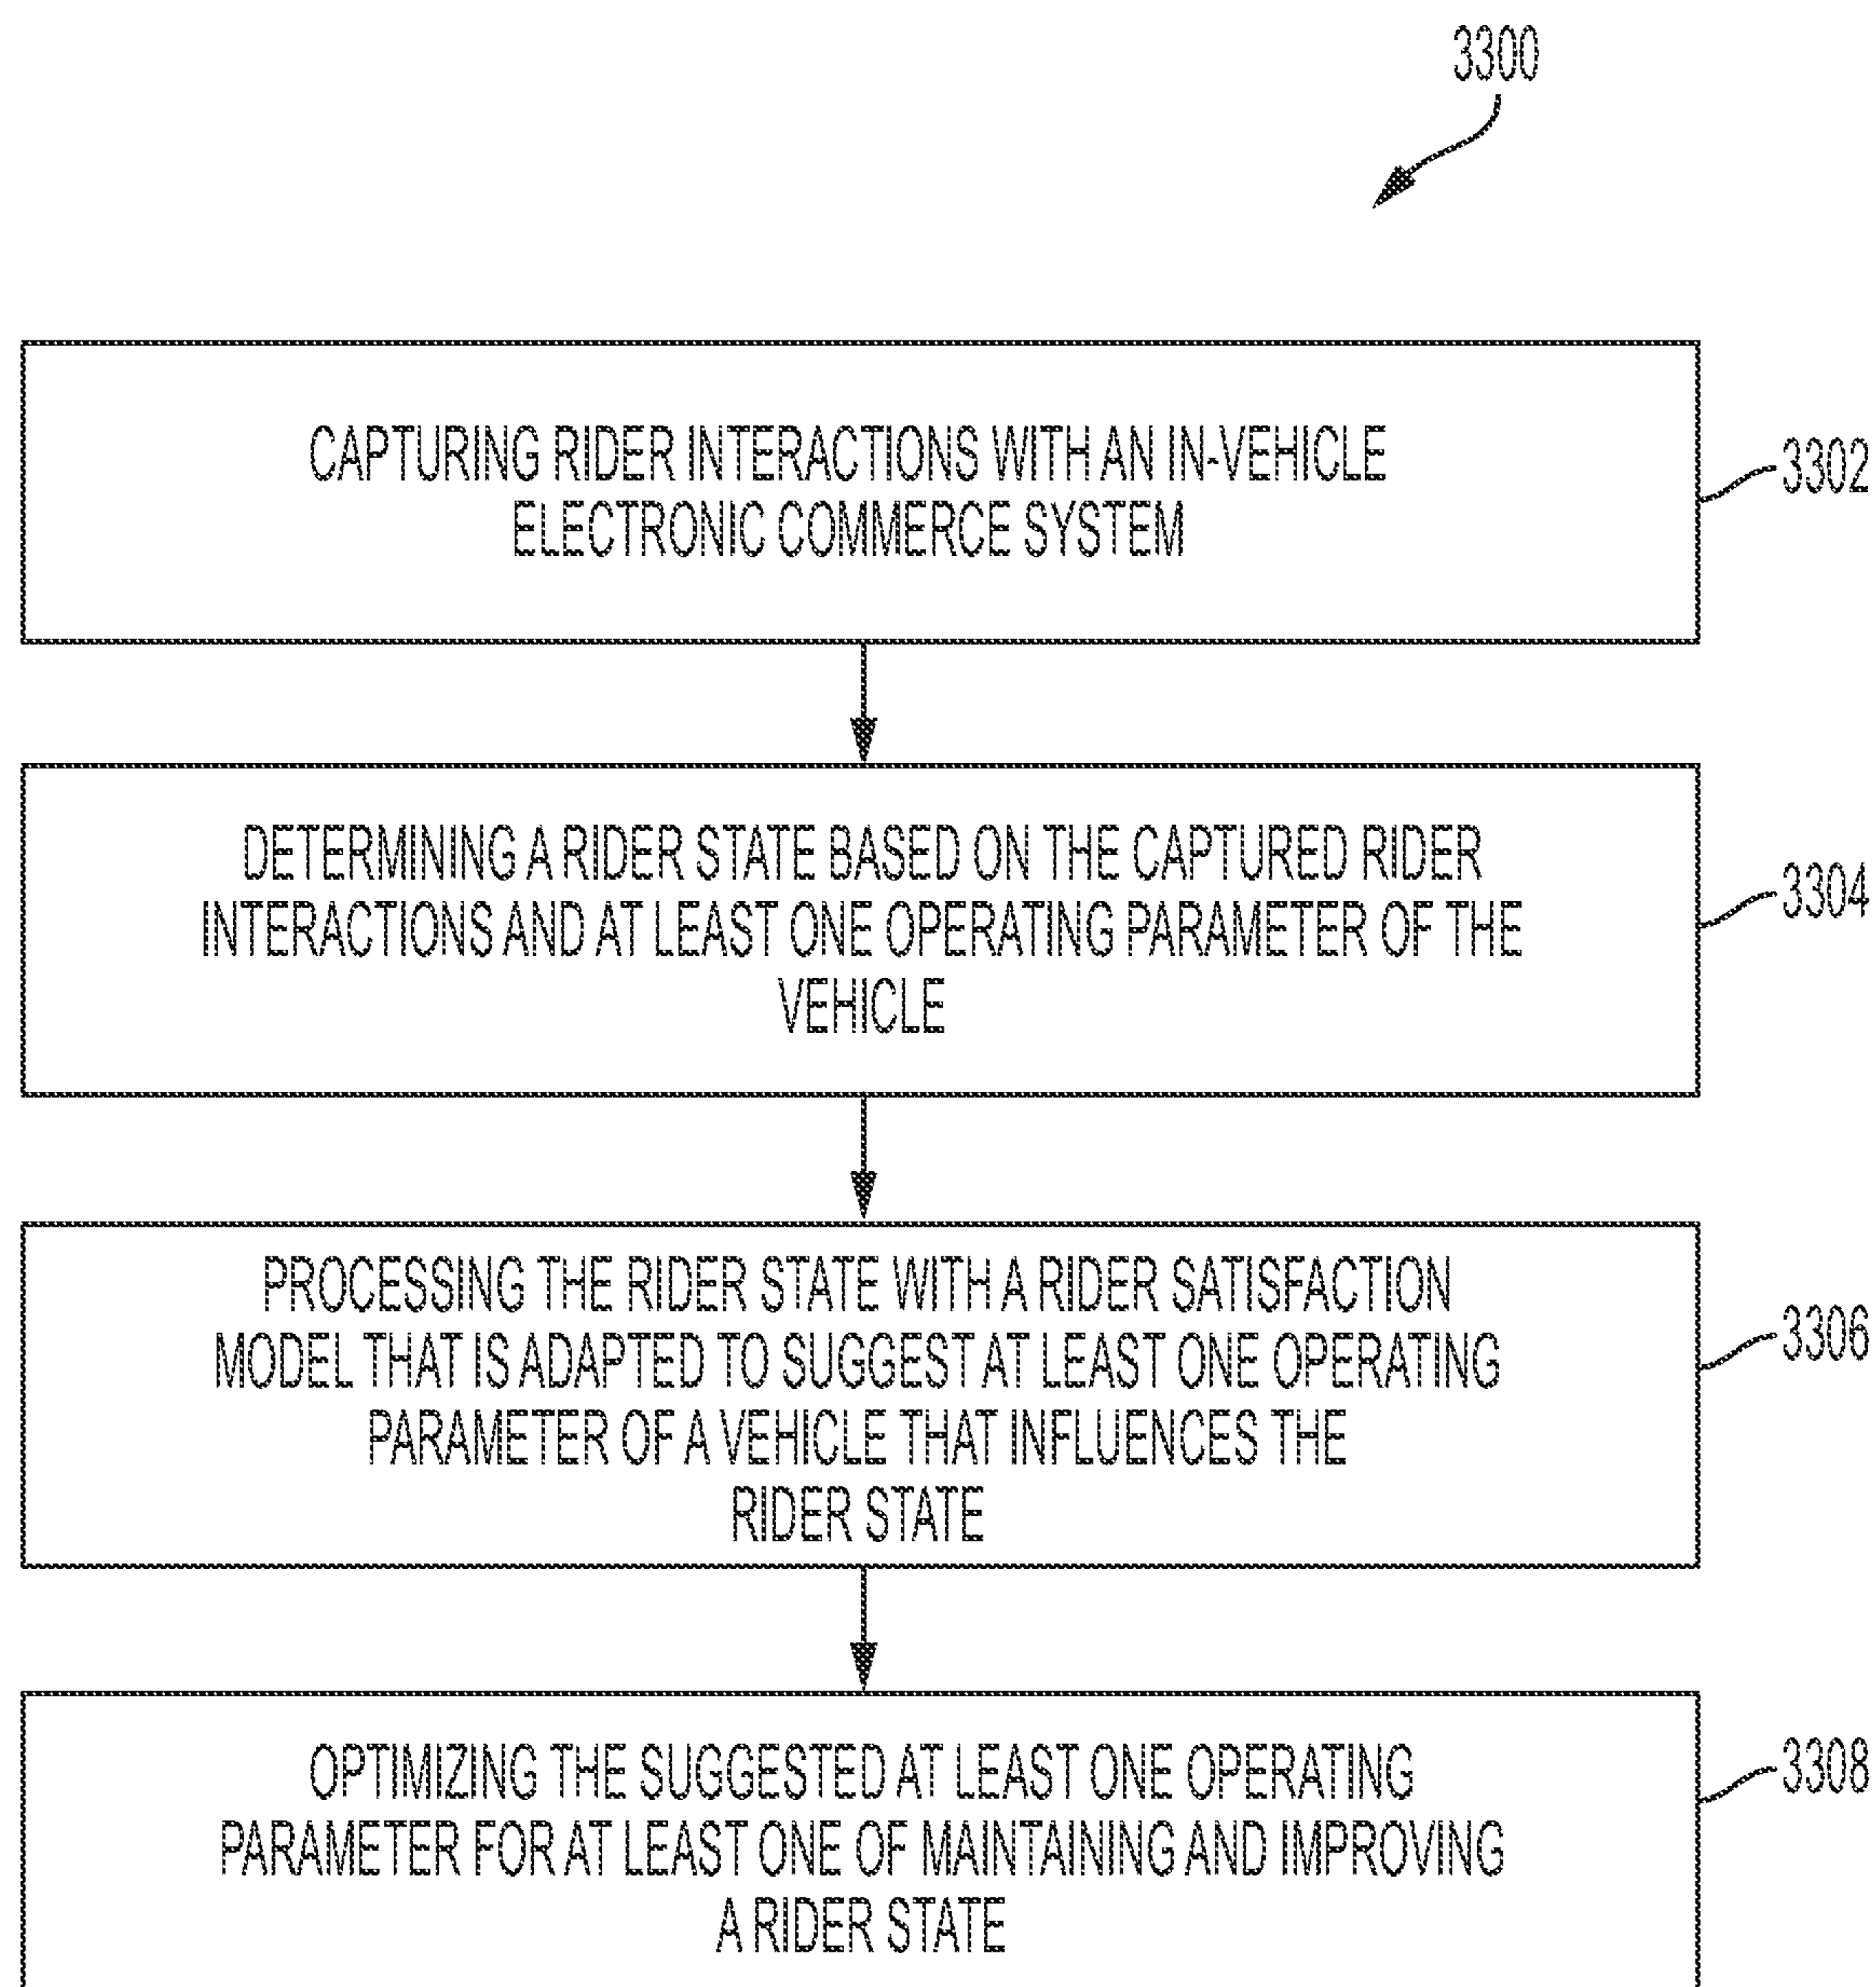 3300
CAPTURING RIDER INTERACTIONS WITH AN IN-VEHICLE
ELECTRONIC COMMERCE SYSTEM
3302
DETERMINING A RIDER STATE BASED ON THE CAPTURED RIDER
INTERACTIONS AND AT LEAST ONE OPERATING PARAMETER OF THE
VEHICLE
3304
PROCESSING THE RIDER STATE WITH A RIDER SATISFACTION
MODEL THAT IS ADAPTED TO SUGGEST AT LEAST ONE OPERATING
PARAMETER OF A VEHICLE THAT INFLUENCES THE
RIDER STATE
3306
OPTIMIZING THE SUGGESTED AT LEAST ONE OPERATING
PARAMETER FOR AT LEAST ONE OF MAINTAINING AND IMPROVING
A RIDER STATE
3308